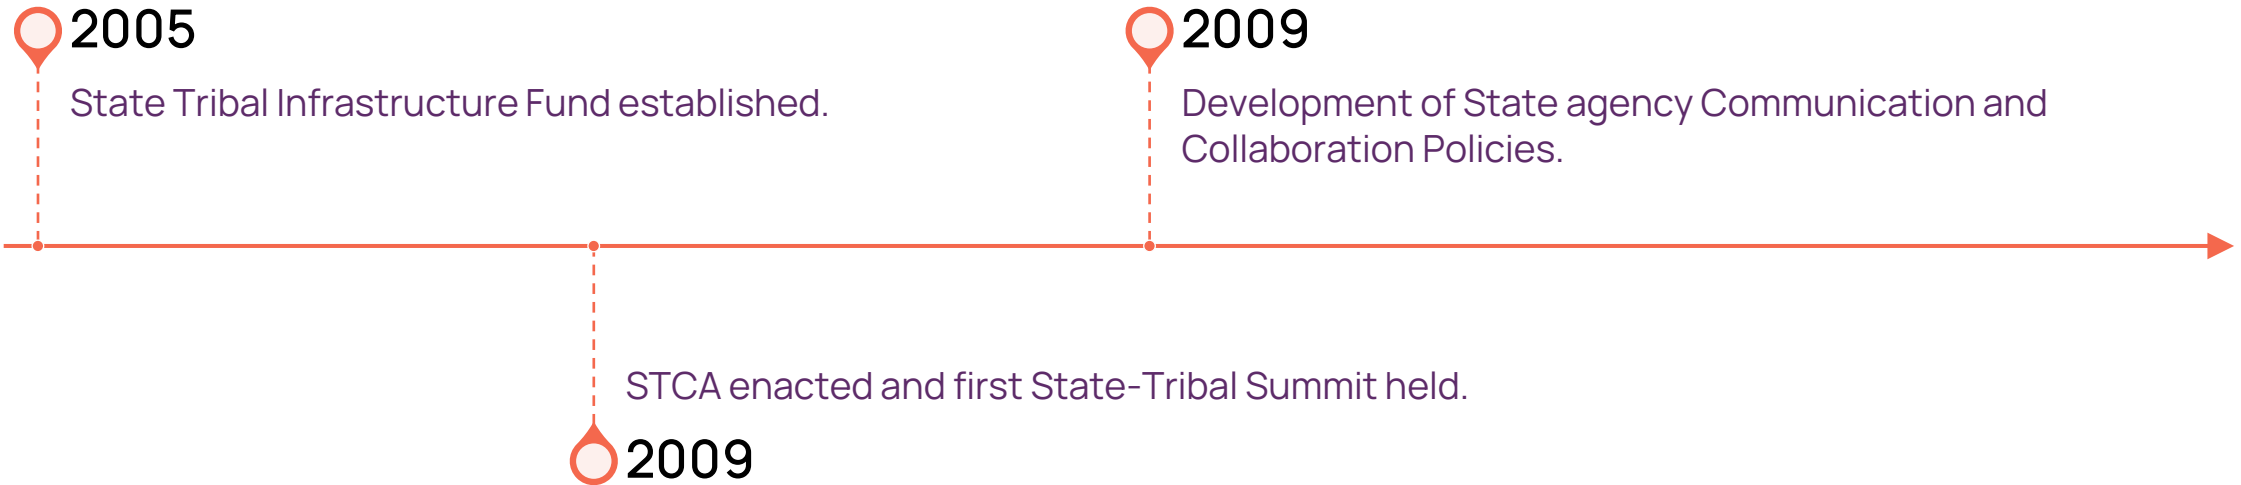 2005
State Tribal Infrastructure Fund established.
2009
Development of State agency Communication and
Collaboration Policies.
STCA enacted and first State-Tribal Summit held.
2009